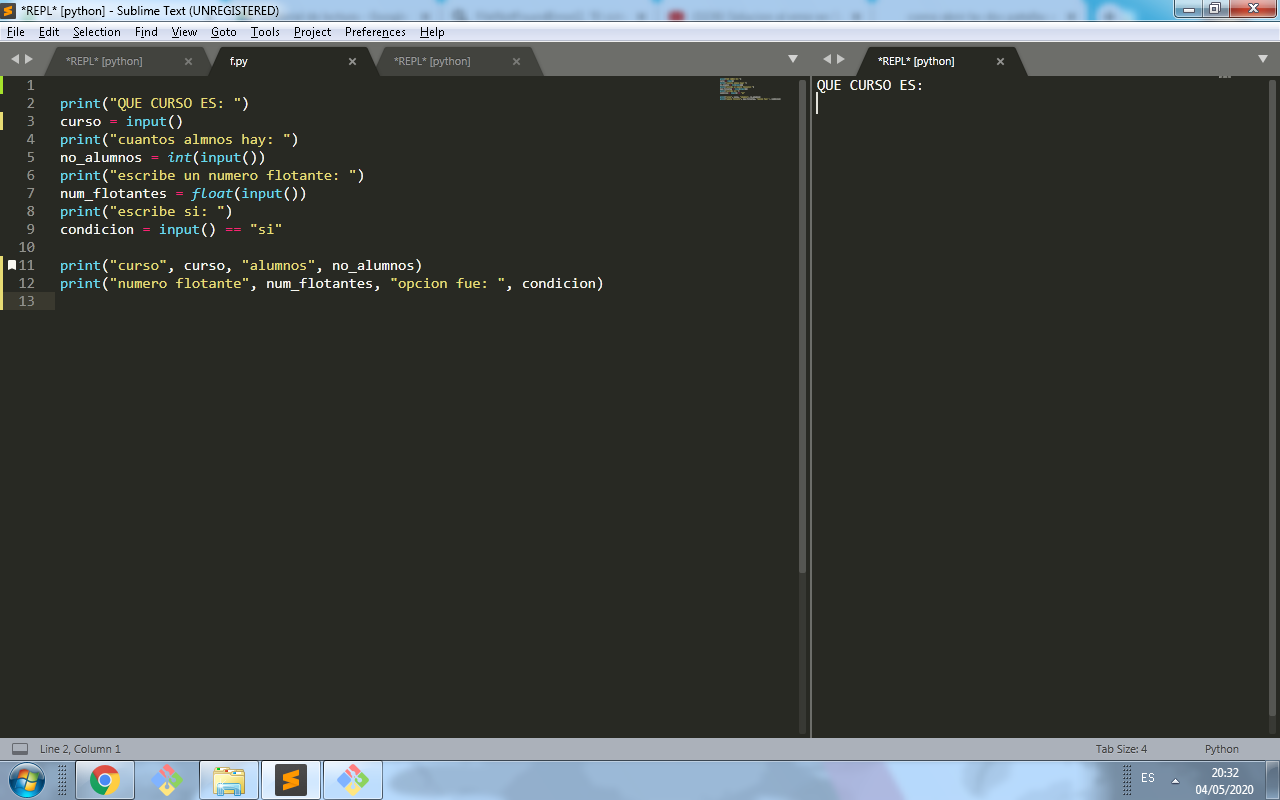 *REPL* [python] - Sublime Text (UNREGISTERED)
File Edit Selection Find View Goto Tools Project Preferences Help
*REPL* [python] × f.py × *REPL* [python] × *REPL* [python] ×
1
2 print("QUE CURSO ES: ")
3 curso = input()
4 print("cuantos almnos hay: ")
5 no_alumnos = int(input())
6 print("escribe un numero flotante: ")
7 num_flotantes = float(input())
8 print("escribe si: ")
9 condicion = input() == "si"
10
11 print("curso", curso, "alumnos", no_alumnos)
12 print("numero flotante", num_flotantes, "opcion fue: ", condicion)
13
QUE CURSO ES:
Line 2, Column 1 Tab Size: 4 Python
ES 20:32
04/05/2020